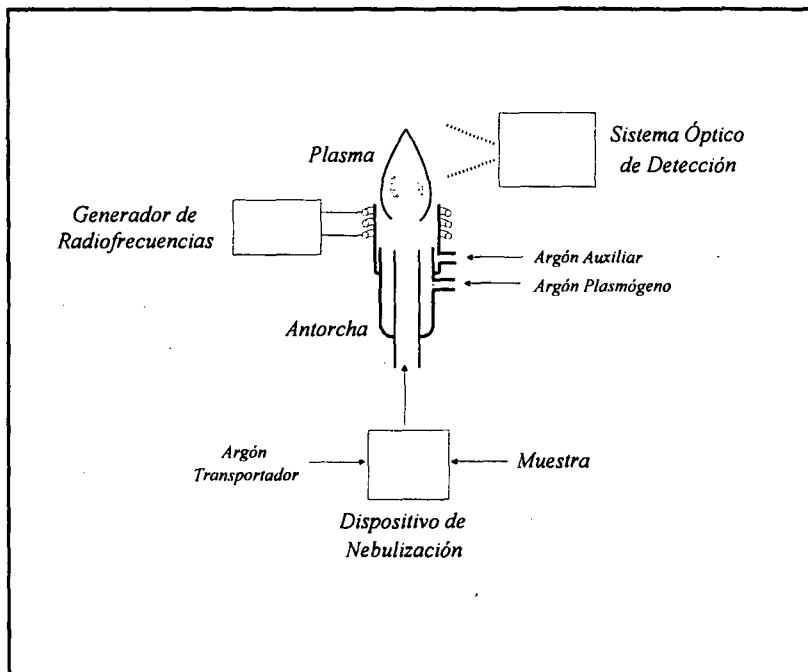 Plasma
Sistema Óptico
de Detección
Generador de
Radiofrecuencias
Argón Auxiliar
Argón Plasmógeno
Antorcha
Argón
Transportador
Muestra
Dispositivo de
Nebulización